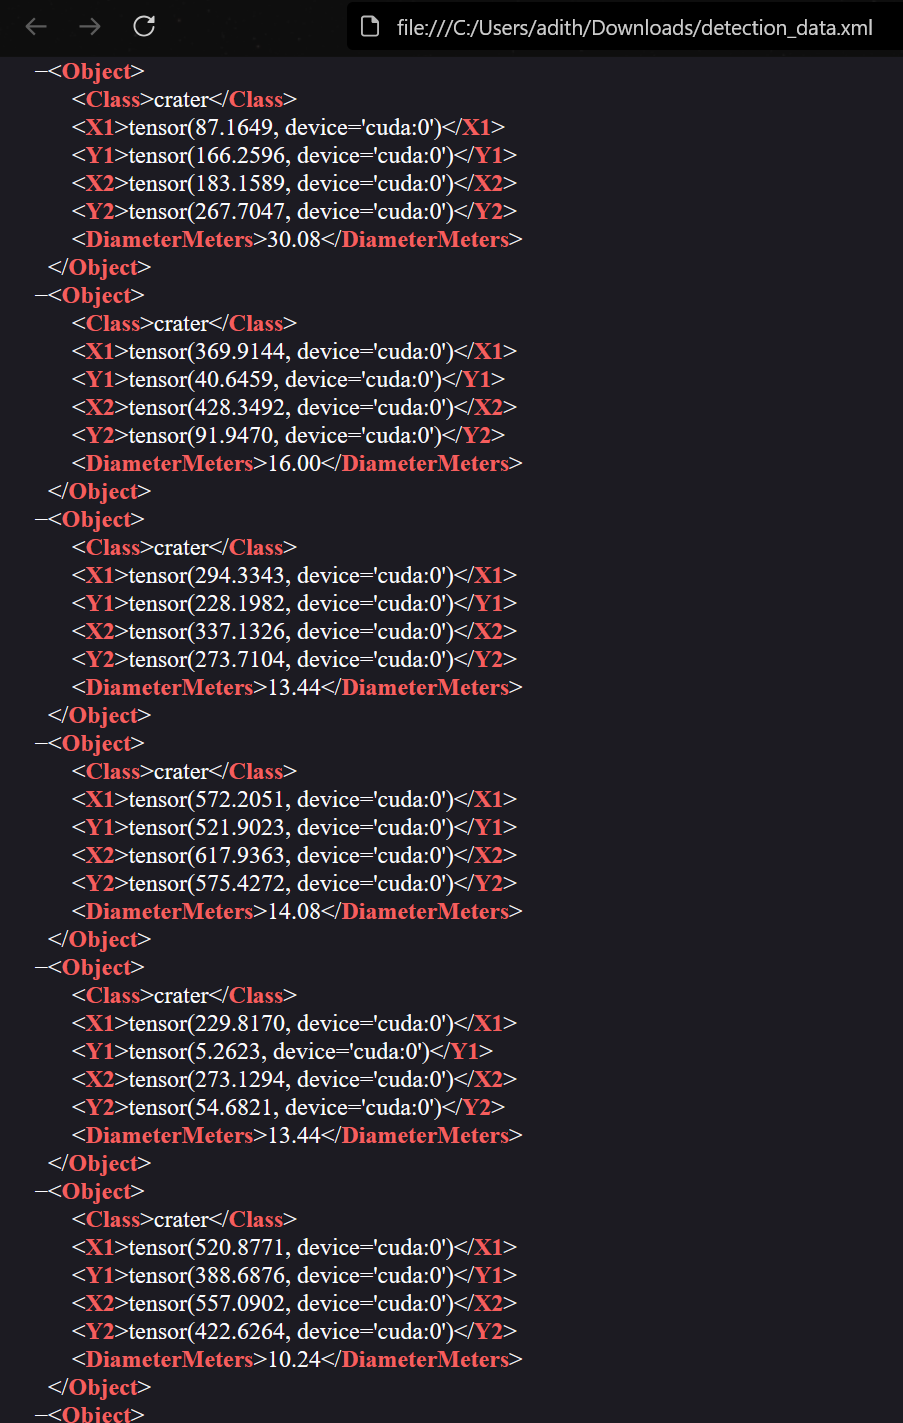 file:///C:/Users/adith/Downloads/detection_data.xml
–<Object>
<Class>crater</Class>
<X1>tensor(87.1649, device='cuda:0')</X1>
<Y1>tensor(166.2596, device='cuda:0')</Y1>
<X2>tensor(183.1589, device='cuda:0')</X2>
<Y2>tensor(267.7047, device='cuda:0')</Y2>
<DiameterMeters>30.08</DiameterMeters>
</Object>
–<Object>
<Class>crater</Class>
<X1>tensor(369.9144, device='cuda:0')</X1>
<Y1>tensor(40.6459, device='cuda:0')</Y1>
<X2>tensor(428.3492, device='cuda:0')</X2>
<Y2>tensor(91.9470, device='cuda:0')</Y2>
<DiameterMeters>16.00</DiameterMeters>
</Object>
–<Object>
<Class>crater</Class>
<X1>tensor(294.3343, device='cuda:0')</X1>
<Y1>tensor(228.1982, device='cuda:0')</Y1>
<X2>tensor(337.1326, device='cuda:0')</X2>
<Y2>tensor(273.7104, device='cuda:0')</Y2>
<DiameterMeters>13.44</DiameterMeters>
</Object>
–<Object>
<Class>crater</Class>
<X1>tensor(572.2051, device='cuda:0')</X1>
<Y1>tensor(521.9023, device='cuda:0')</Y1>
<X2>tensor(617.9363, device='cuda:0')</X2>
<Y2>tensor(575.4272, device='cuda:0')</Y2>
<DiameterMeters>14.08</DiameterMeters>
</Object>
–<Object>
<Class>crater</Class>
<X1>tensor(229.8170, device='cuda:0')</X1>
<Y1>tensor(5.2623, device='cuda:0')</Y1>
<X2>tensor(273.1294, device='cuda:0')</X2>
<Y2>tensor(54.6821, device='cuda:0')</Y2>
<DiameterMeters>13.44</DiameterMeters>
</Object>
–<Object>
<Class>crater</Class>
<X1>tensor(520.8771, device='cuda:0')</X1>
<Y1>tensor(388.6876, device='cuda:0')</Y1>
<X2>tensor(557.0902, device='cuda:0')</X2>
<Y2>tensor(422.6264, device='cuda:0')</Y2>
<DiameterMeters>10.24</DiameterMeters>
</Object>
–<Object>